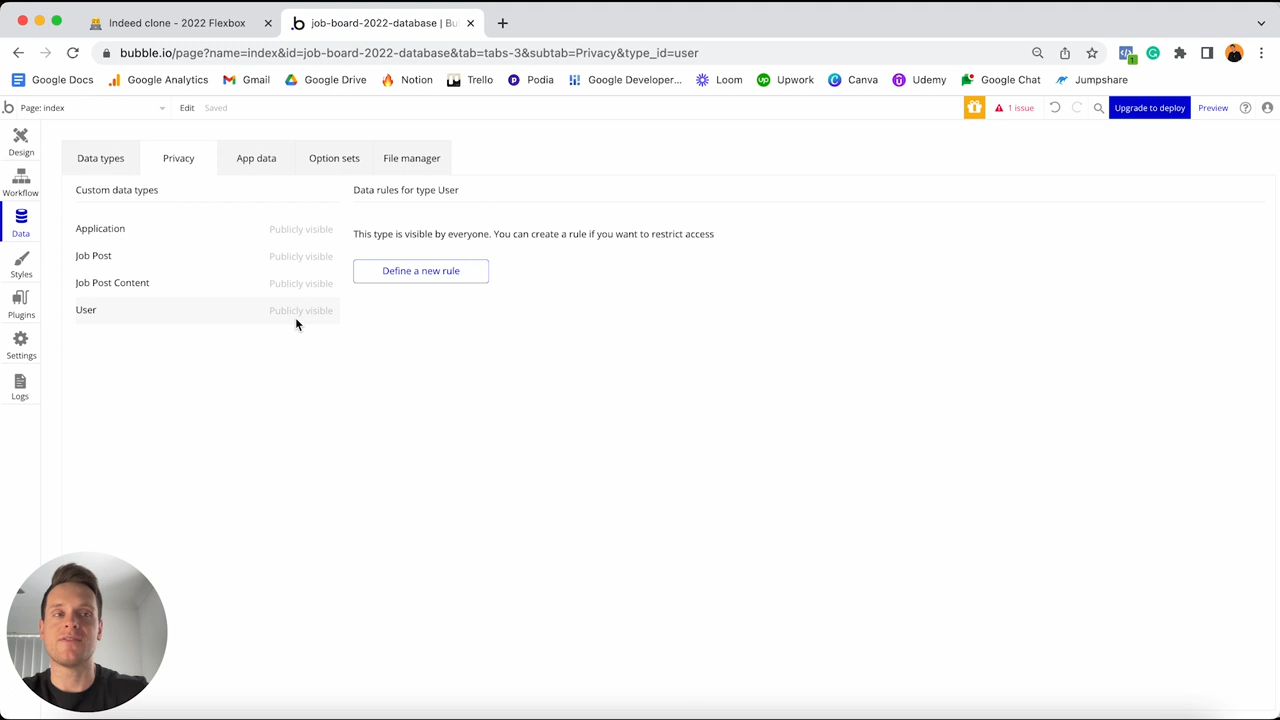 Indeed clone - 2022 Flexbox
job-board-2022-database | Bu
bubble.io/page?name=index&id=job-board-2022-database&tab=tabs-3&subtab=Privacy&type_id=user
1
Google Docs
Google Analytics
Gmail
Google Drive
Notion
Trello
Podia
Google Developer...
Loom
Upwork
Canva
Udemy
Google Chat
Jumpshare
Page: index
Edit
Saved
1 issue
Upgrade to deploy
Preview
Design
Workflow
Data
Styles
Plugins
Settings
Logs
Data types
Privacy
App data
Option sets
File manager
Custom data types
Application Publicly visible
Job Post Publicly visible
Job Post Content Publicly visible
User Publicly visible
Data rules for type User
This type is visible by everyone. You can create a rule if you want to restrict access
Define a new rule